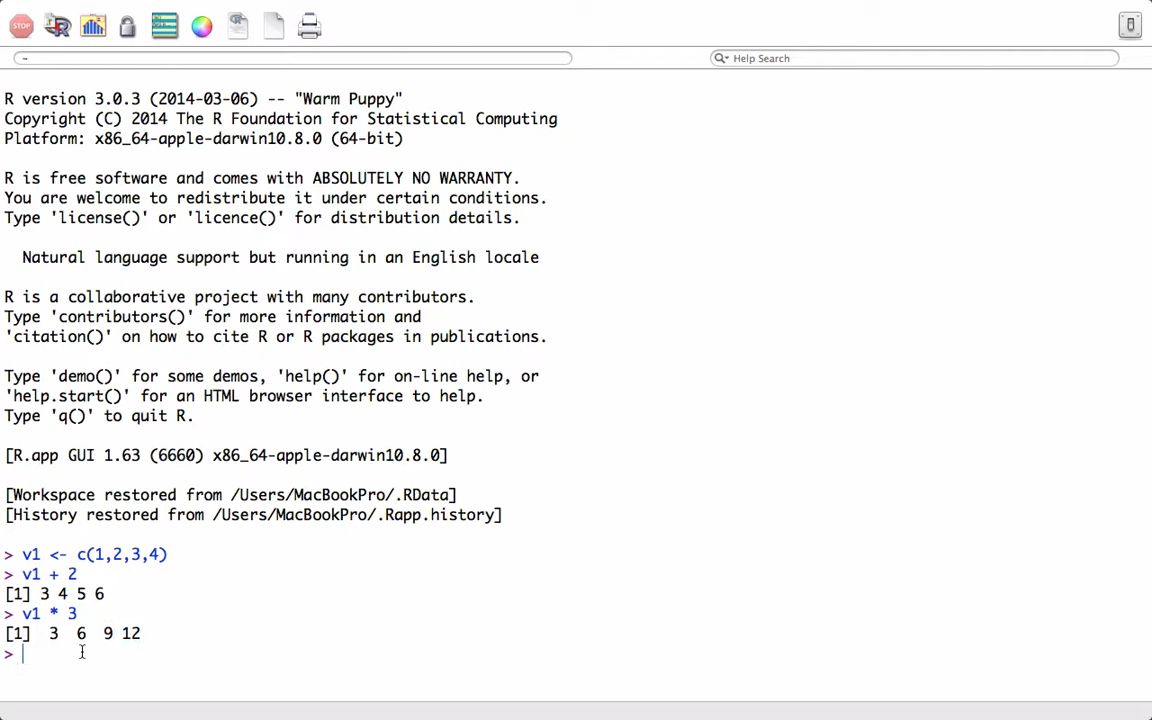 STOP
~
Help Search
R version 3.0.3 (2014-03-06) -- "Warm Puppy"
Copyright (C) 2014 The R Foundation for Statistical Computing
Platform: x86_64-apple-darwin10.8.0 (64-bit)
R is free software and comes with ABSOLUTELY NO WARRANTY.
You are welcome to redistribute it under certain conditions.
Type 'license()' or 'licence()' for distribution details.
Natural language support but running in an English locale
R is a collaborative project with many contributors.
Type 'contributors()' for more information and
'citation()' on how to cite R or R packages in publications.
Type 'demo()' for some demos, 'help()' for on-line help, or
'help.start()' for an HTML browser interface to help.
Type 'q()' to quit R.
[R.app GUI 1.63 (6660) x86_64-apple-darwin10.8.0]
[Workspace restored from /Users/MacBookPro/.RData]
[History restored from /Users/MacBookPro/.Rapp.history]
> v1 <- c(1,2,3,4)
> v1 + 2
[1] 3 4 5 6
> v1 * 3
[1]  3  6  9 12
>